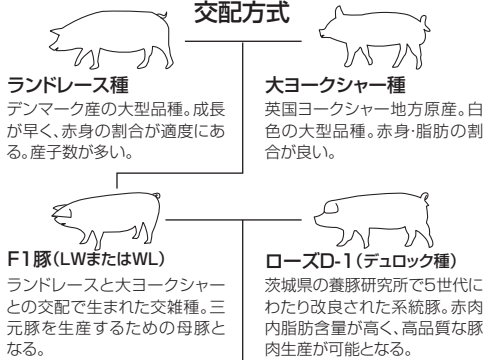 交配方式
ランドレース種
デンマーク産の大型品種。成長
が早く、赤身の割合が適度にあ
る。産子数が多い。
大ヨークシャー種
英国ヨークシャー地方原産。白
色の大型品種。赤身・脂肪の割
合が良い。
F1豚(LWまたはWL)
ランドレースと大ヨークシャー
との交配で生まれた交雑種。三
元豚を生産するための母豚と
なる。
ローズD-1(デュロック種)
茨城県の養豚研究所で5世代に
わたり改良された系統豚。赤肉
内脂肪含量が高く、高品質な豚
肉生産が可能となる。